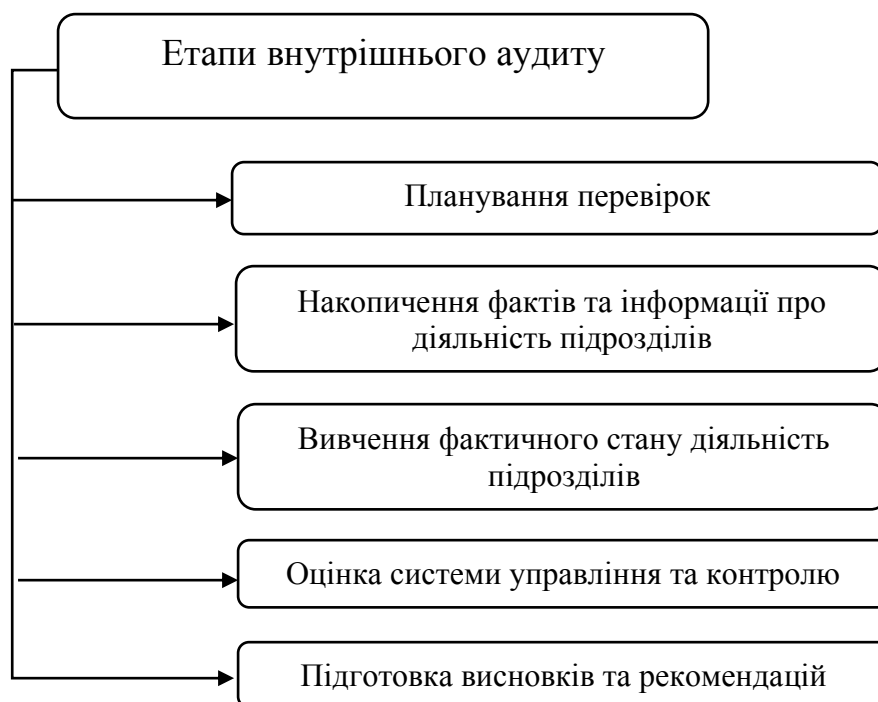 Етапи внутрішнього аудиту
Планування перевірок
Накопичення фактів та інформації про
діяльність підрозділів
Вивчення фактичного стану діяльність
підрозділів
Оцінка системи управління та контролю
Підготовка висновків та рекомендацій